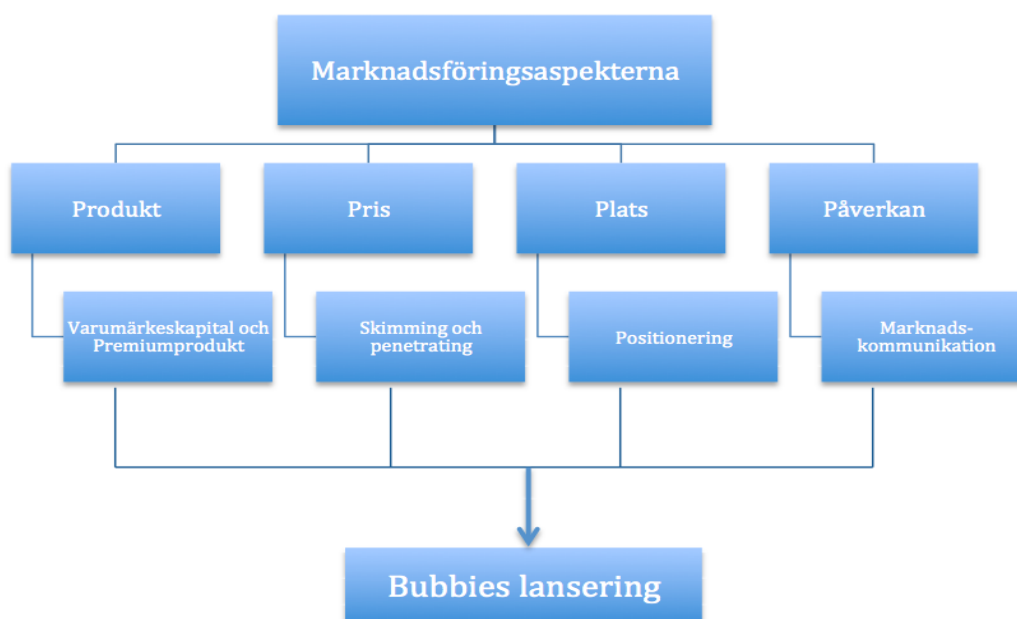 Marknadsföringsaspekterna
Produkt
Pris
Plats
Påverkan
Varumärkeskapital och
Premiumprodukt
Skimming och
penetrating
Positionering
Marknads-
kommunikation
Bubbies lansering